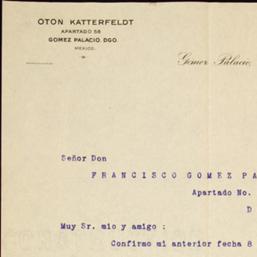 OTON KATTERFELDT
APARTADO 58
GOMEZ PALACIO, DGO.
MEXICO.
Gomez Palacio,
Señor Don
FRANCISCO GOMEZ PA
Apartado No.
D
Muy Sr. mio y amigo :
Confirmo mi anterior fecha 8